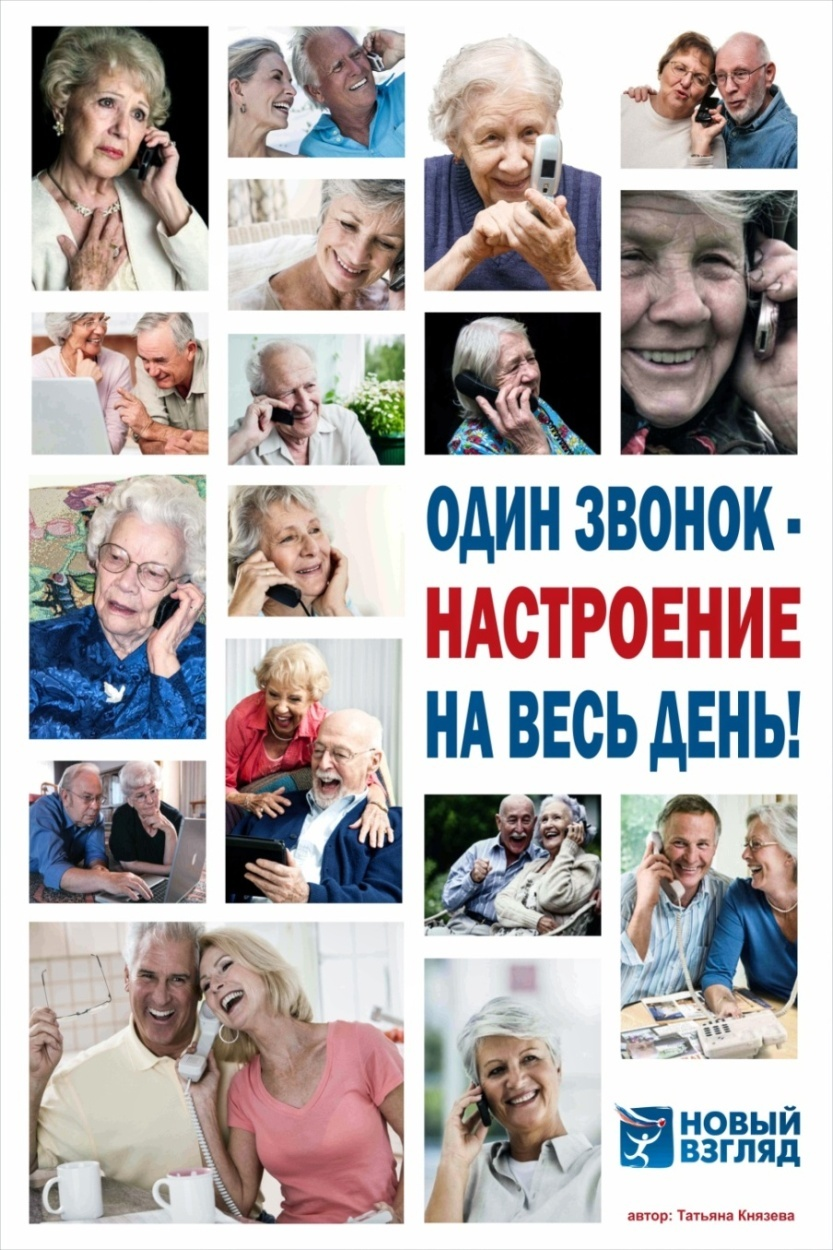 ОДИН ЗВОНОК -
НАСТРОЕНИЕ
НА ВЕСЬ ДЕНЬ!
НОВЫЙ
ВЗГЛЯД
автор: Татьяна Князева